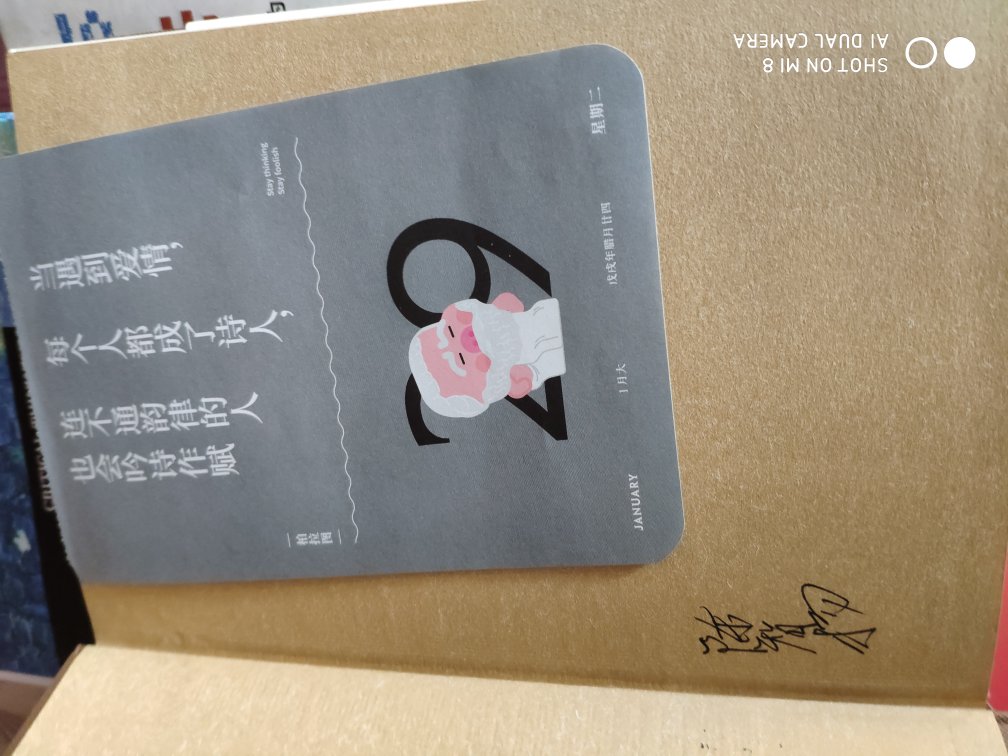 当遇到爱情，
每个人都成了诗人，
连不通韵律的人
也会吟诗作赋
柏拉图
Stay thinking
Stay foolish
29
JANUARY 1月大 戊戌年腊月廿四 星期二
SHOT ON MI 8
AI DUAL CAMERA